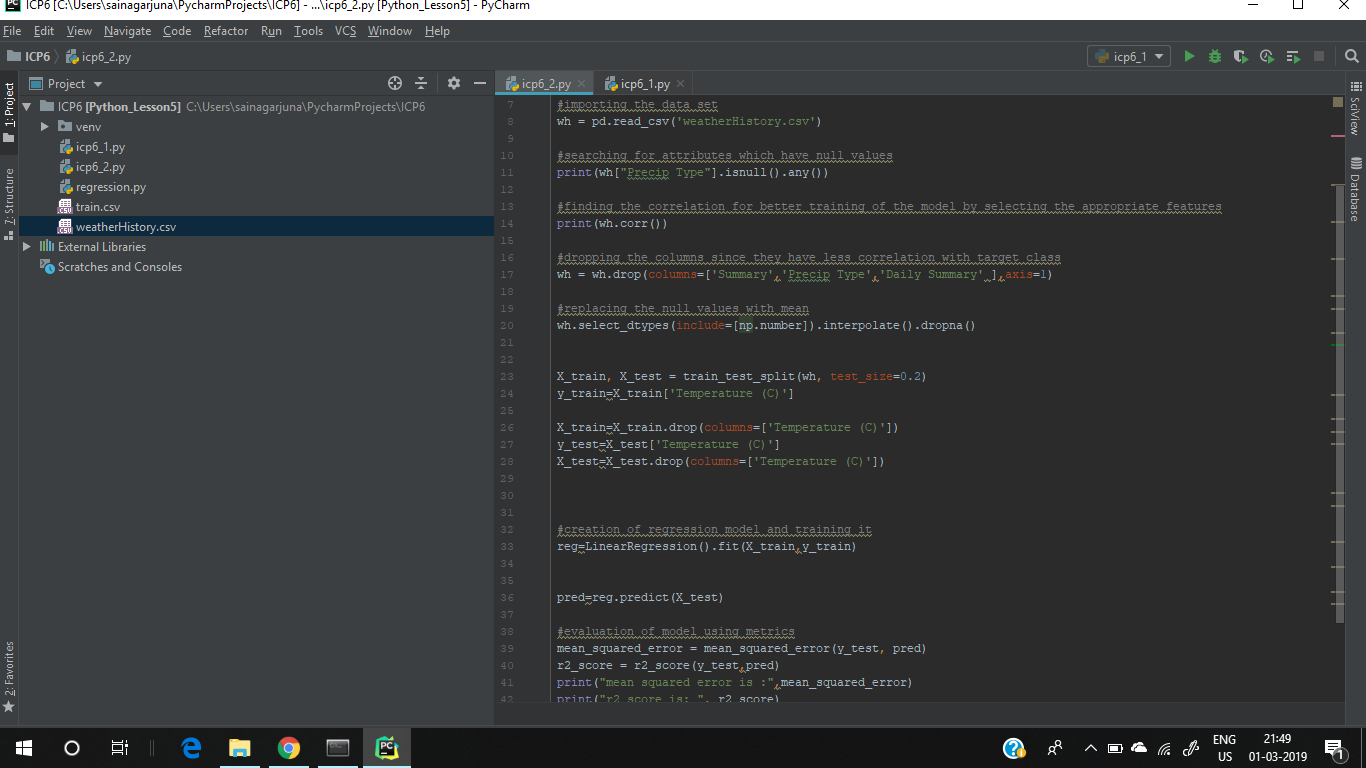 ICP6 [C:\Users\sainagarjuna\PycharmProjects\ICP6] - ...\icp6_2.py [Python_Lesson5] - PyCharm
File Edit View Navigate Code Refactor Run Tools VCS Window Help
ICP6 icp6_2.py icp6_1
Project
icp6_2.py icp6_1.py
1: Project
7: Structure
2: Favorites
SciView
Database
ICP6 [Python_Lesson5] C:\Users\sainagarjuna\PycharmProjects\ICP6
venv
icp6_1.py
icp6_2.py
regression.py
train.csv
weatherHistory.csv
External Libraries
Scratches and Consoles
7 #importing the data set
8 wh = pd.read_csv('weatherHistory.csv')
9
10 #searching for attributes which have null values
11 print(wh["Precip Type"].isnull().any())
12
13 #finding the correlation for better training of the model by selecting the appropriate features
14 print(wh.corr())
15
16 #dropping the columns since they have less correlation with target class
17 wh = wh.drop(columns=['Summary','Precip Type','Daily Summary' ],axis=1)
18
19 #replacing the null values with mean
20 wh.select_dtypes(include=[np.number]).interpolate().dropna()
21
22
23 X_train, X_test = train_test_split(wh, test_size=0.2)
24 y_train=X_train['Temperature (C)']
25
26 X_train=X_train.drop(columns=['Temperature (C)'])
27 y_test=X_test['Temperature (C)']
28 X_test=X_test.drop(columns=['Temperature (C)'])
29
30
31
32 #creation of regression model and training it
33 reg=LinearRegression().fit(X_train,y_train)
34
35
36 pred=reg.predict(X_test)
37
38 #evaluation of model using metrics
39 mean_squared_error = mean_squared_error(y_test, pred)
40 r2_score = r2_score(y_test,pred)
41 print("mean squared error is :",mean_squared_error)
42 print("r2 score is: ", r2_score)
ENG
US
21:49
01-03-2019
1